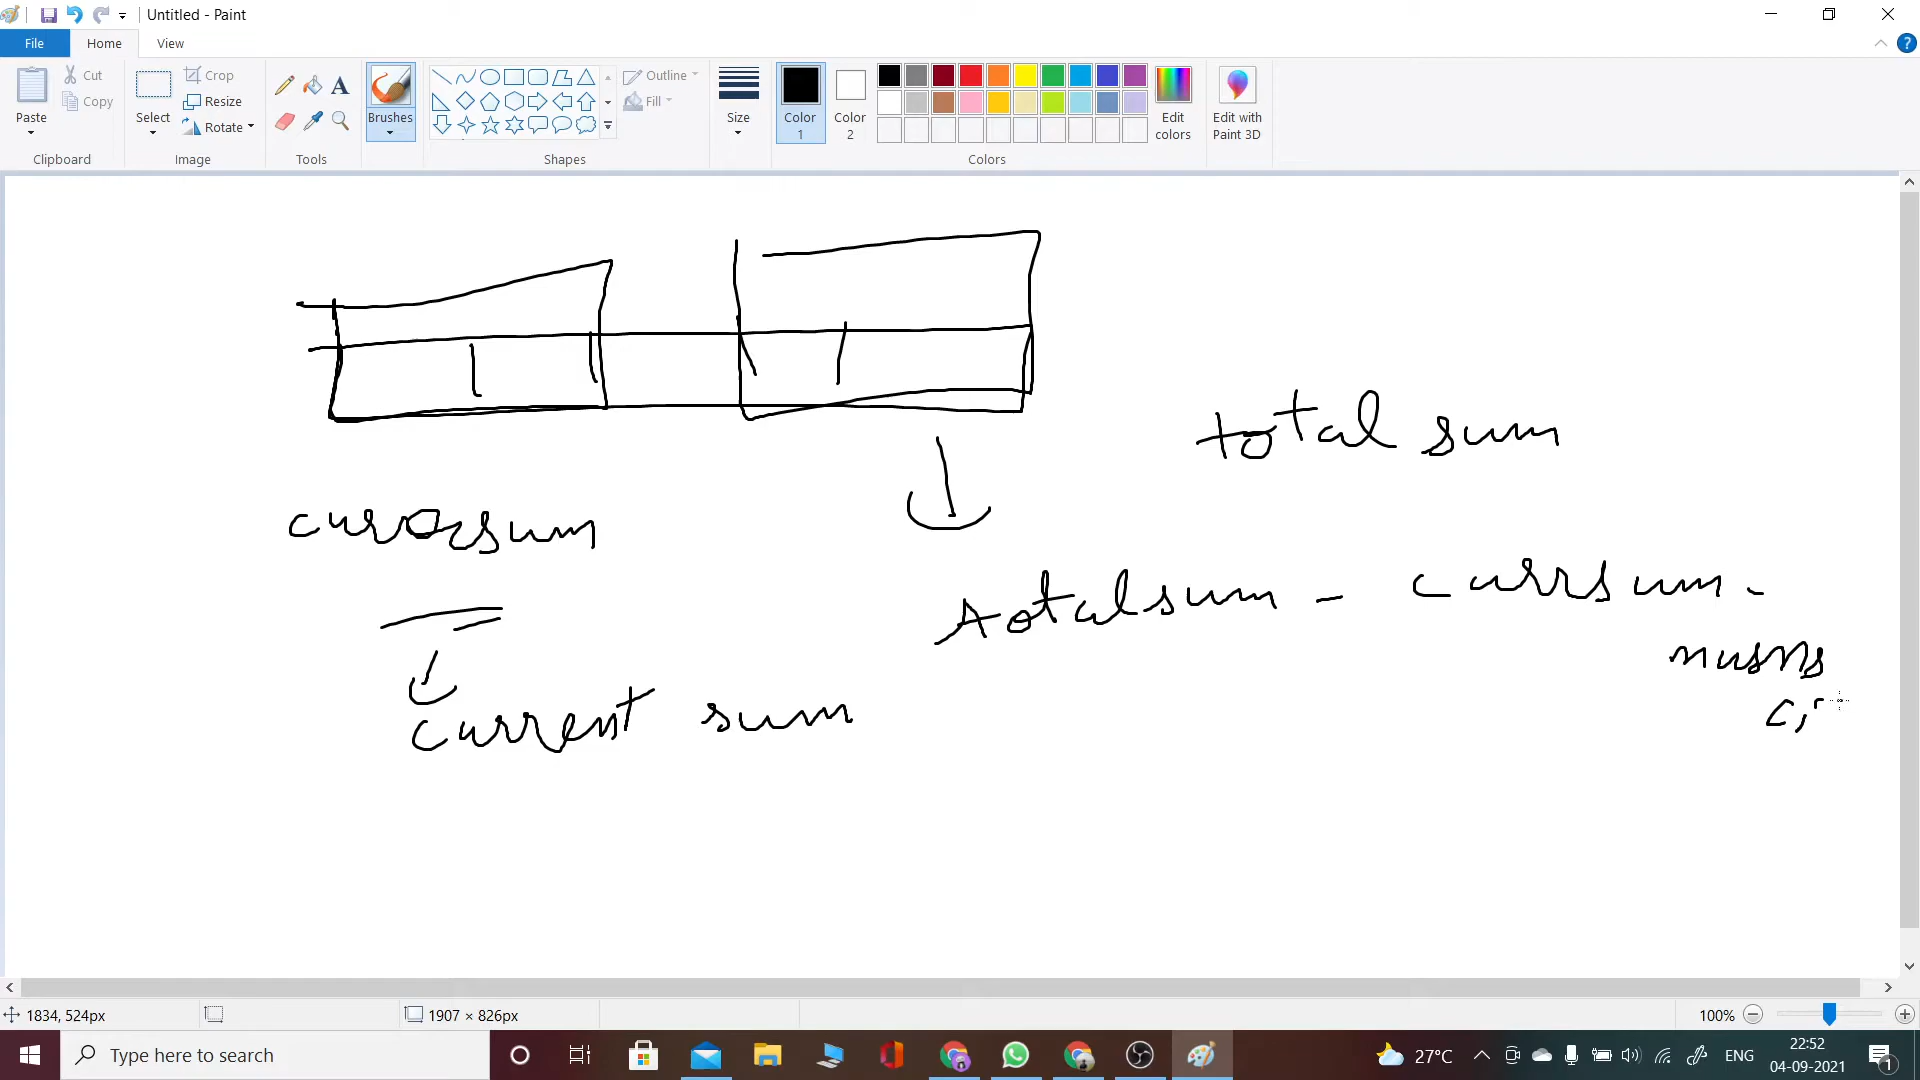 Untitled - Paint
File Home View
Paste
Cut
Copy
Clipboard
Select
Crop
Resize
Rotate
Image
Tools
Brushes
Shapes
Outline
Fill
Size
Color 1
Color 2
Edit colors
Edit with Paint 3D
Colors
total sum
sum
totalsum - currsum -
nums
current sum
1834, 524px
1907 × 826px
100%
Type here to search
27°C
ENG
22:52
04-09-2021
1